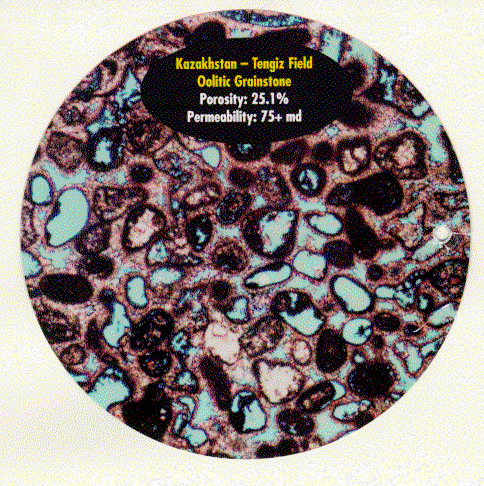 Kazakhstan – Tengiz Field
Oolitic Grainstone
Porosity: 25.1%
Permeability: 75+ md